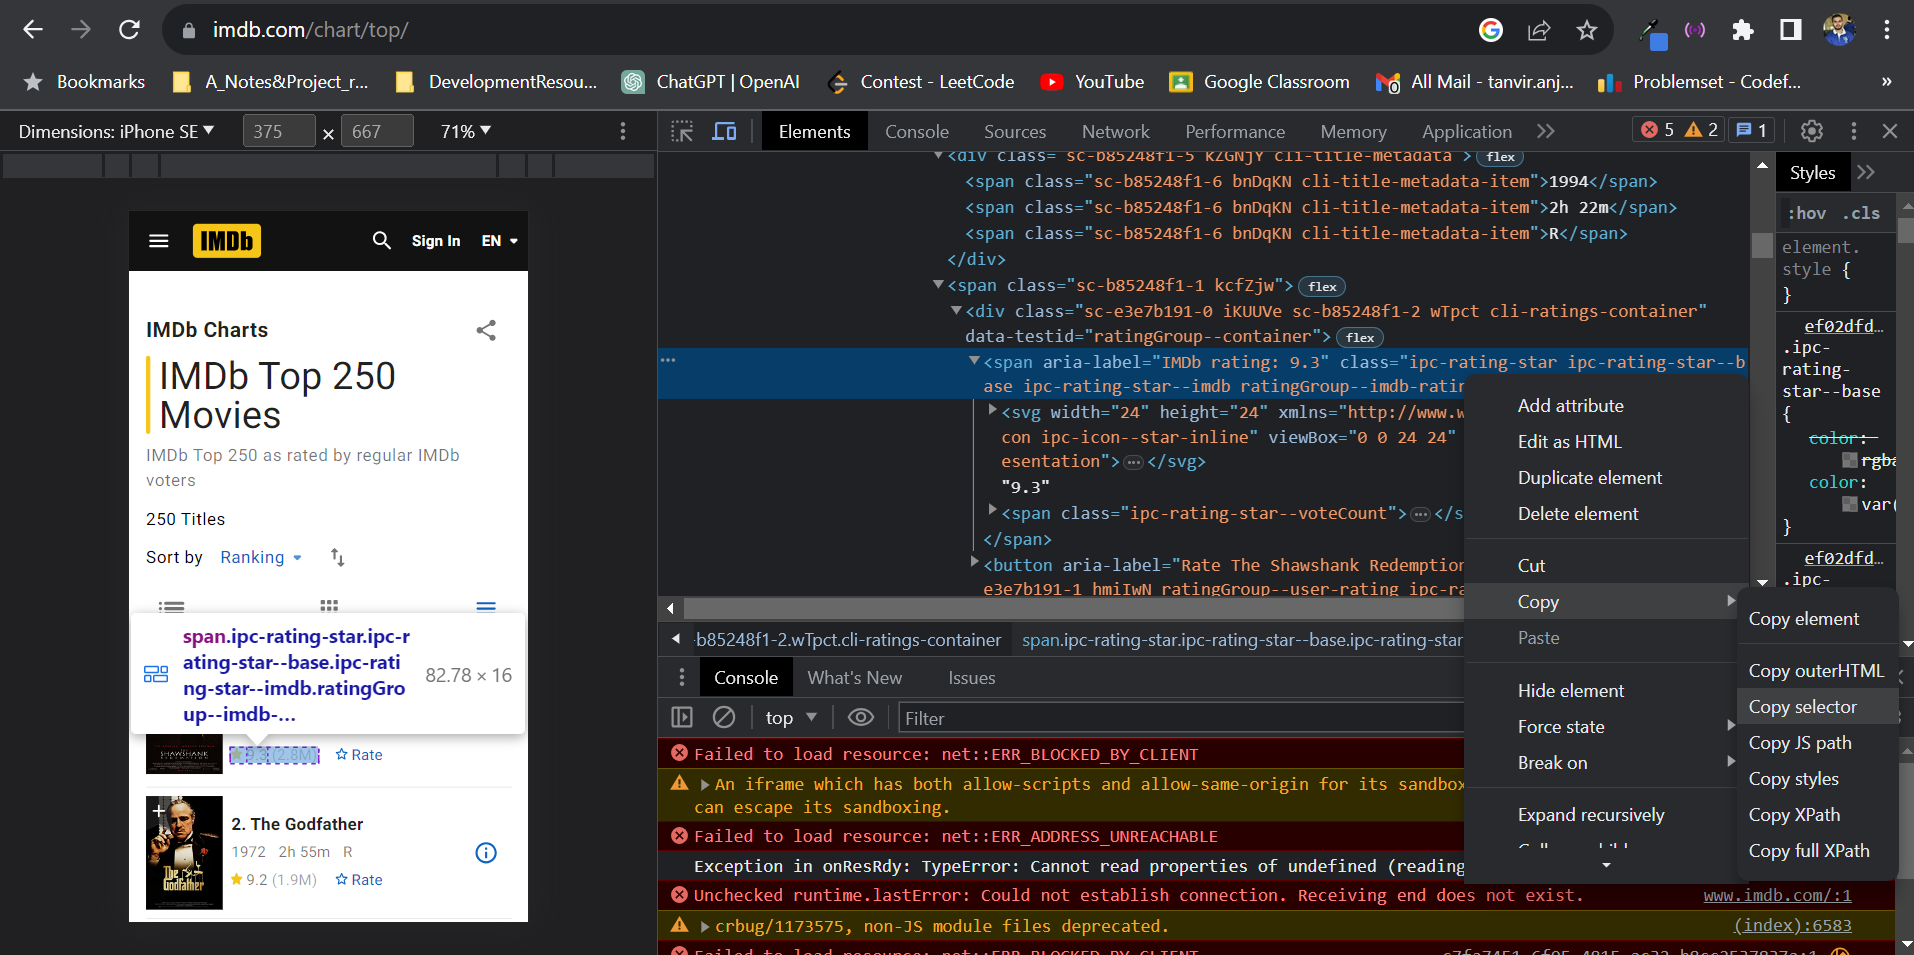 imdb.com/chart/top/
Bookmarks A_Notes&Project_r... DevelopmentResou... ChatGPT | OpenAI Contest - LeetCode YouTube Google Classroom All Mail - tanvir.anj... Problemset - Codef... »
Dimensions: iPhone SE 375 × 667 71%
Elements Console Sources Network Performance Memory Application 5 2 1
IMDb Sign In EN
IMDb Charts
IMDb Top 250
Movies
IMDb Top 250 as rated by regular IMDb
voters
250 Titles
Sort by Ranking
span.ipc-rating-star.ipc-r
ating-star--base.ipc-rati
ng-star--imdb.ratingGro
up--imdb-...
82.78 × 16
SHAWSHANK
REDEMPTION
9.3 (2.8M) Rate
2. The Godfather
1972 2h 55m R
9.2 (1.9M) Rate
The
Godfather
<div class="sc-b85248f1-5 kZGNjY cli-title-metadata"> flex
<span class="sc-b85248f1-6 bnDqKN cli-title-metadata-item">1994</span>
<span class="sc-b85248f1-6 bnDqKN cli-title-metadata-item">2h 22m</span>
<span class="sc-b85248f1-6 bnDqKN cli-title-metadata-item">R</span>
</div>
<span class="sc-b85248f1-1 kcfZjw"> flex
<div class="sc-e3e7b191-0 iKUUVe sc-b85248f1-2 wTpct cli-ratings-container"
data-testid="ratingGroup--container"> flex
<span aria-label="IMDb rating: 9.3" class="ipc-rating-star ipc-rating-star--b
ase ipc-rating-star--imdb ratingGroup--imdb-ratin
<svg width="24" height="24" xmlns="http://www.w
con ipc-icon--star-inline" viewBox="0 0 24 24"
esentation"> ... </svg>
"9.3"
<span class="ipc-rating-star--voteCount"> ... </s
</span>
<button aria-label="Rate The Shawshank Redemption
e3e7b191-1 hmiIwN ratingGroup--user-rating ipc-ra
-b85248f1-2.wTpct.cli-ratings-container span.ipc-rating-star.ipc-rating-star--base.ipc-rating-star
Styles
:hov .cls
element.
style {
}
ef02dfd...
.ipc-
rating-
star--base
{
color:
rgba
color:
var(
}
ef02dfd...
.ipc-
Add attribute
Edit as HTML
Duplicate element
Delete element
Cut
Copy
Paste
Hide element
Force state
Break on
Expand recursively
Copy element
Copy outerHTML
Copy selector
Copy JS path
Copy styles
Copy XPath
Copy full XPath
Console What's New Issues
top Filter
Failed to load resource: net::ERR_BLOCKED_BY_CLIENT
An iframe which has both allow-scripts and allow-same-origin for its sandbox
can escape its sandboxing.
Failed to load resource: net::ERR_ADDRESS_UNREACHABLE
Exception in onResRdy: TypeError: Cannot read properties of undefined (reading
Unchecked runtime.lastError: Could not establish connection. Receiving end does not exist. www.imdb.com/:1
crbug/1173575, non-JS module files deprecated. (index):6583
Failed to load resource: net::ERR_BLOCKED_BY_CLIENT